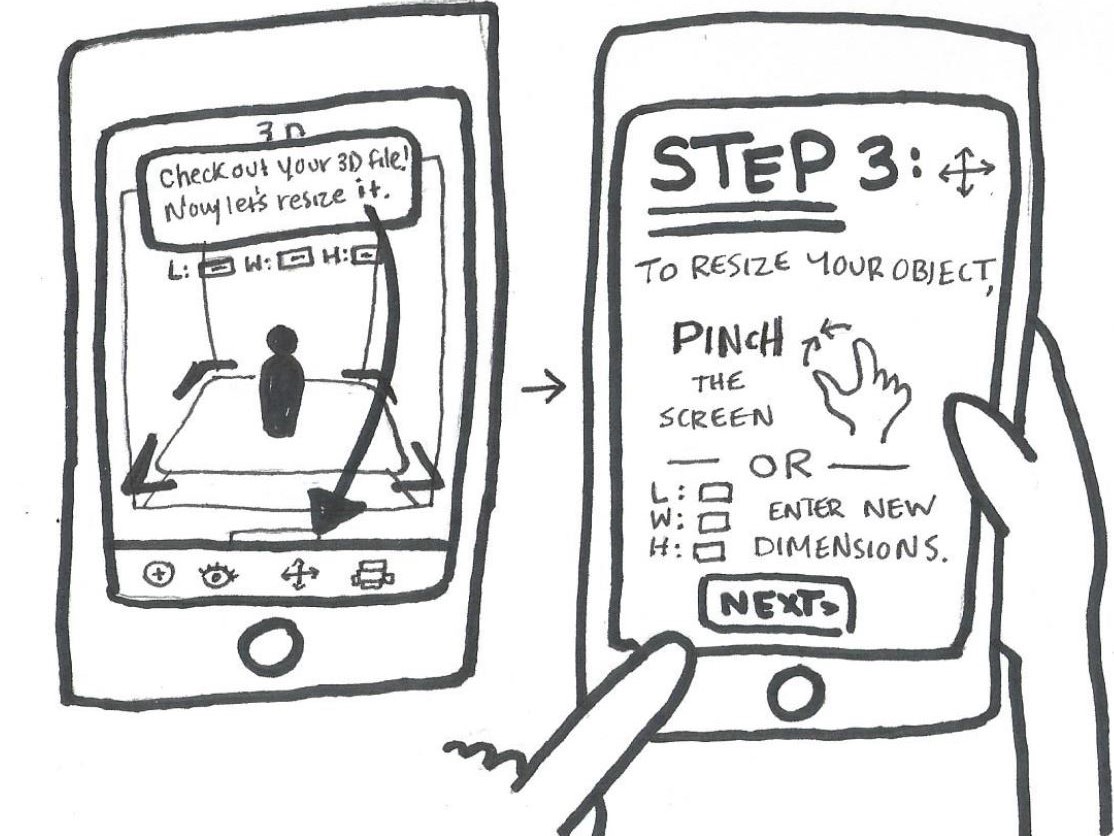 3D
Check out your 3D file!
Now let's resize it.
L: W: H:
STEP 3:
TO RESIZE YOUR OBJECT,
PINCH
THE
SCREEN
OR
L:
W: ENTER NEW
H: DIMENSIONS.
NEXT>